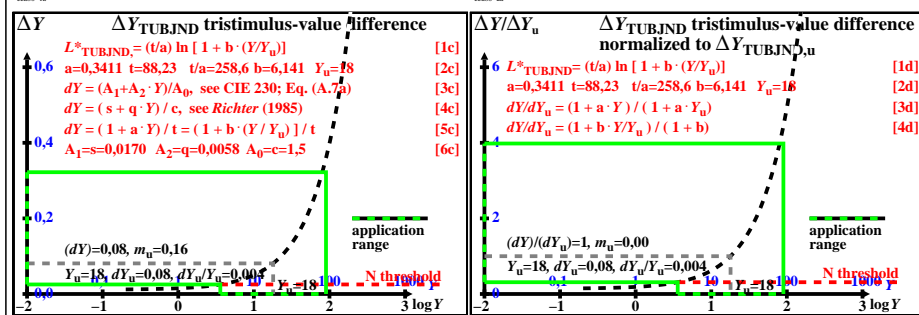 ΔY
ΔY_TUBJND tristimulus-value difference
L*_TUBJND,= (t/a) ln [ 1 + b · (Y/Y_u)] [1c]
a=0,3411 t=88,23 t/a=258,6 b=6,141 Y_u=18 [2c]
dY = (A_1+A_2 · Y)/A_0, see CIE 230; Eq. (A.7a) [3c]
dY = ( s + q · Y) / c, see Richter (1985) [4c]
dY = ( 1 + a · Y) / t = ( 1 + b · (Y / Y_u) ] / t [5c]
A_1=s=0,0170 A_2=q=0,0058 A_0=c=1,5 [6c]
0,6
0,4
0,2
0,0
application
range
(dY)=0,08, m_u=0,16
Y_u=18, dY_u=0,08, dY_u/Y_u=0,004
Y_u=18
N threshold
1 10 100 1000 Y
−2 −1 0 1 2 3 log Y
ΔY/ΔY_u
ΔY_TUBJND tristimulus-value difference
normalized to ΔY_TUBJND,u
L*_TUBJND= (t/a) ln [ 1 + b · (Y/Y_u)] [1d]
a=0,3411 t=88,23 t/a=258,6 b=6,141 Y_u=18 [2d]
dY/dY_u = (1 + a · Y) / ( 1 + a · Y_u) [3d]
dY/dY_u = (1 + b · Y/Y_u ) / ( 1 + b) [4d]
6
4
2
0
application
range
(dY)/(dY_u)=1, m_u=0,00
Y_u=18, dY_u=0,08, dY_u/Y_u=0,004
Y_u=18
N threshold
1 10 100 1000 Y
−2 −1 0 1 2 3 log Y